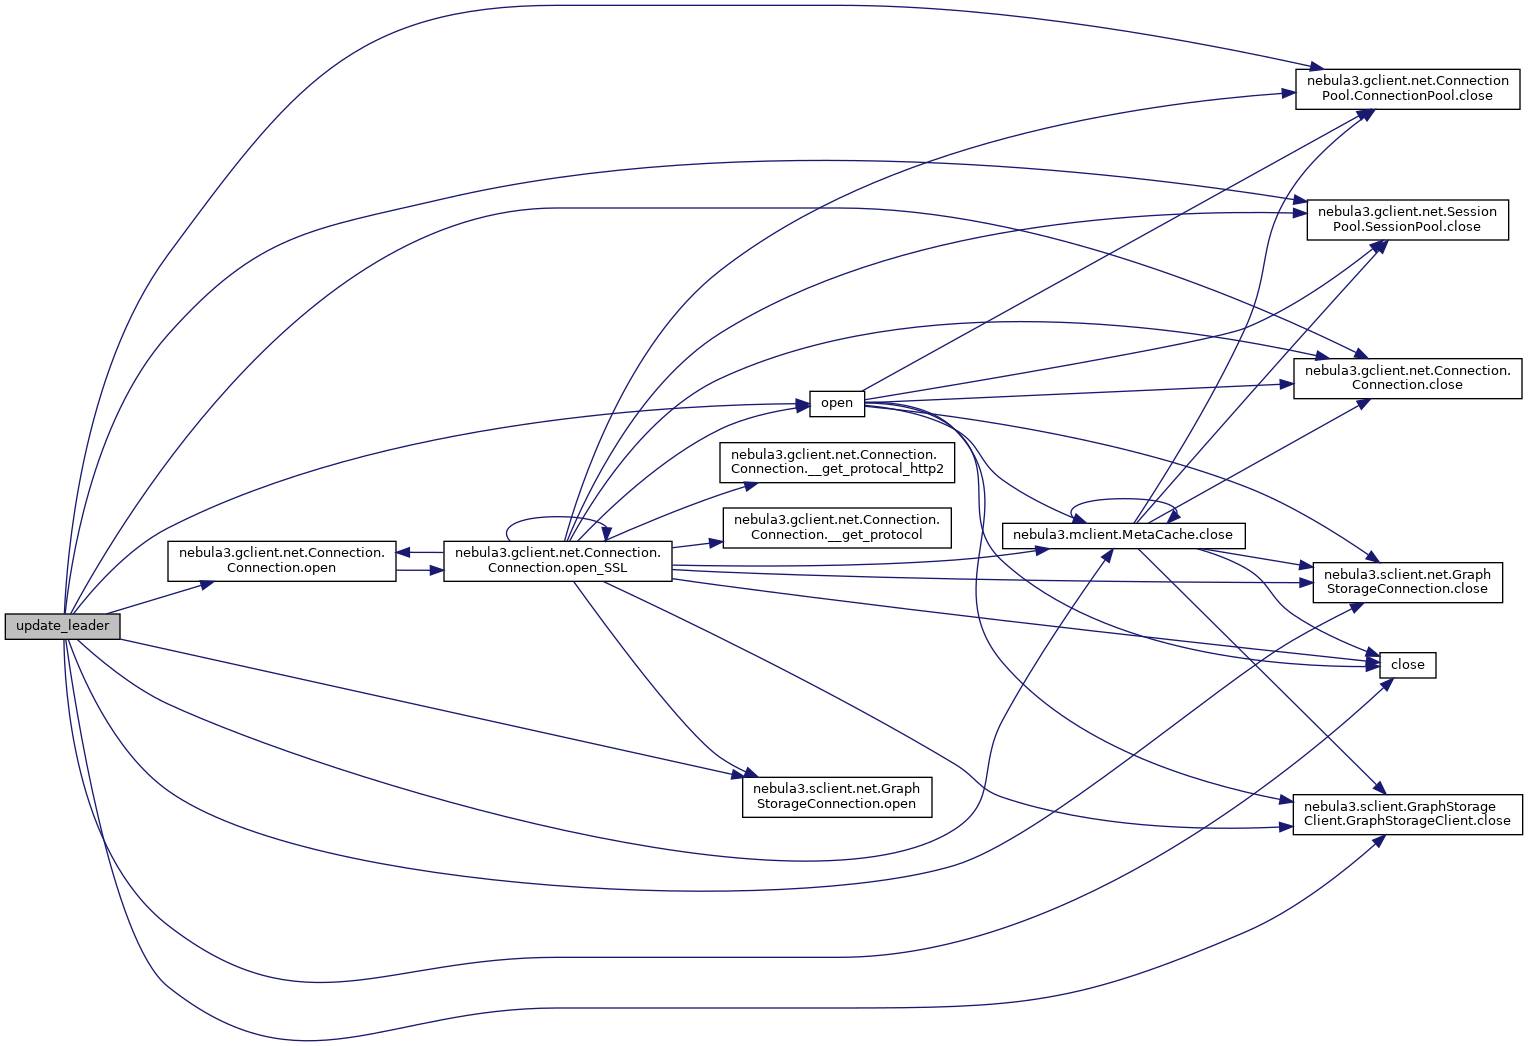 nebula3.gclient.net.Connection
Pool.ConnectionPool.close
nebula3.gclient.net.Session
Pool.SessionPool.close
nebula3.gclient.net.Connection.
Connection.close
open
nebula3.gclient.net.Connection.
Connection.__get_protocal_http2
nebula3.gclient.net.Connection.
Connection.__get_protocol
nebula3.mclient.MetaCache.close
nebula3.gclient.net.Connection.
Connection.open
nebula3.gclient.net.Connection.
Connection.open_SSL
nebula3.sclient.net.Graph
StorageConnection.close
update_leader
close
nebula3.sclient.net.Graph
StorageConnection.open
nebula3.sclient.GraphStorage
Client.GraphStorageClient.close